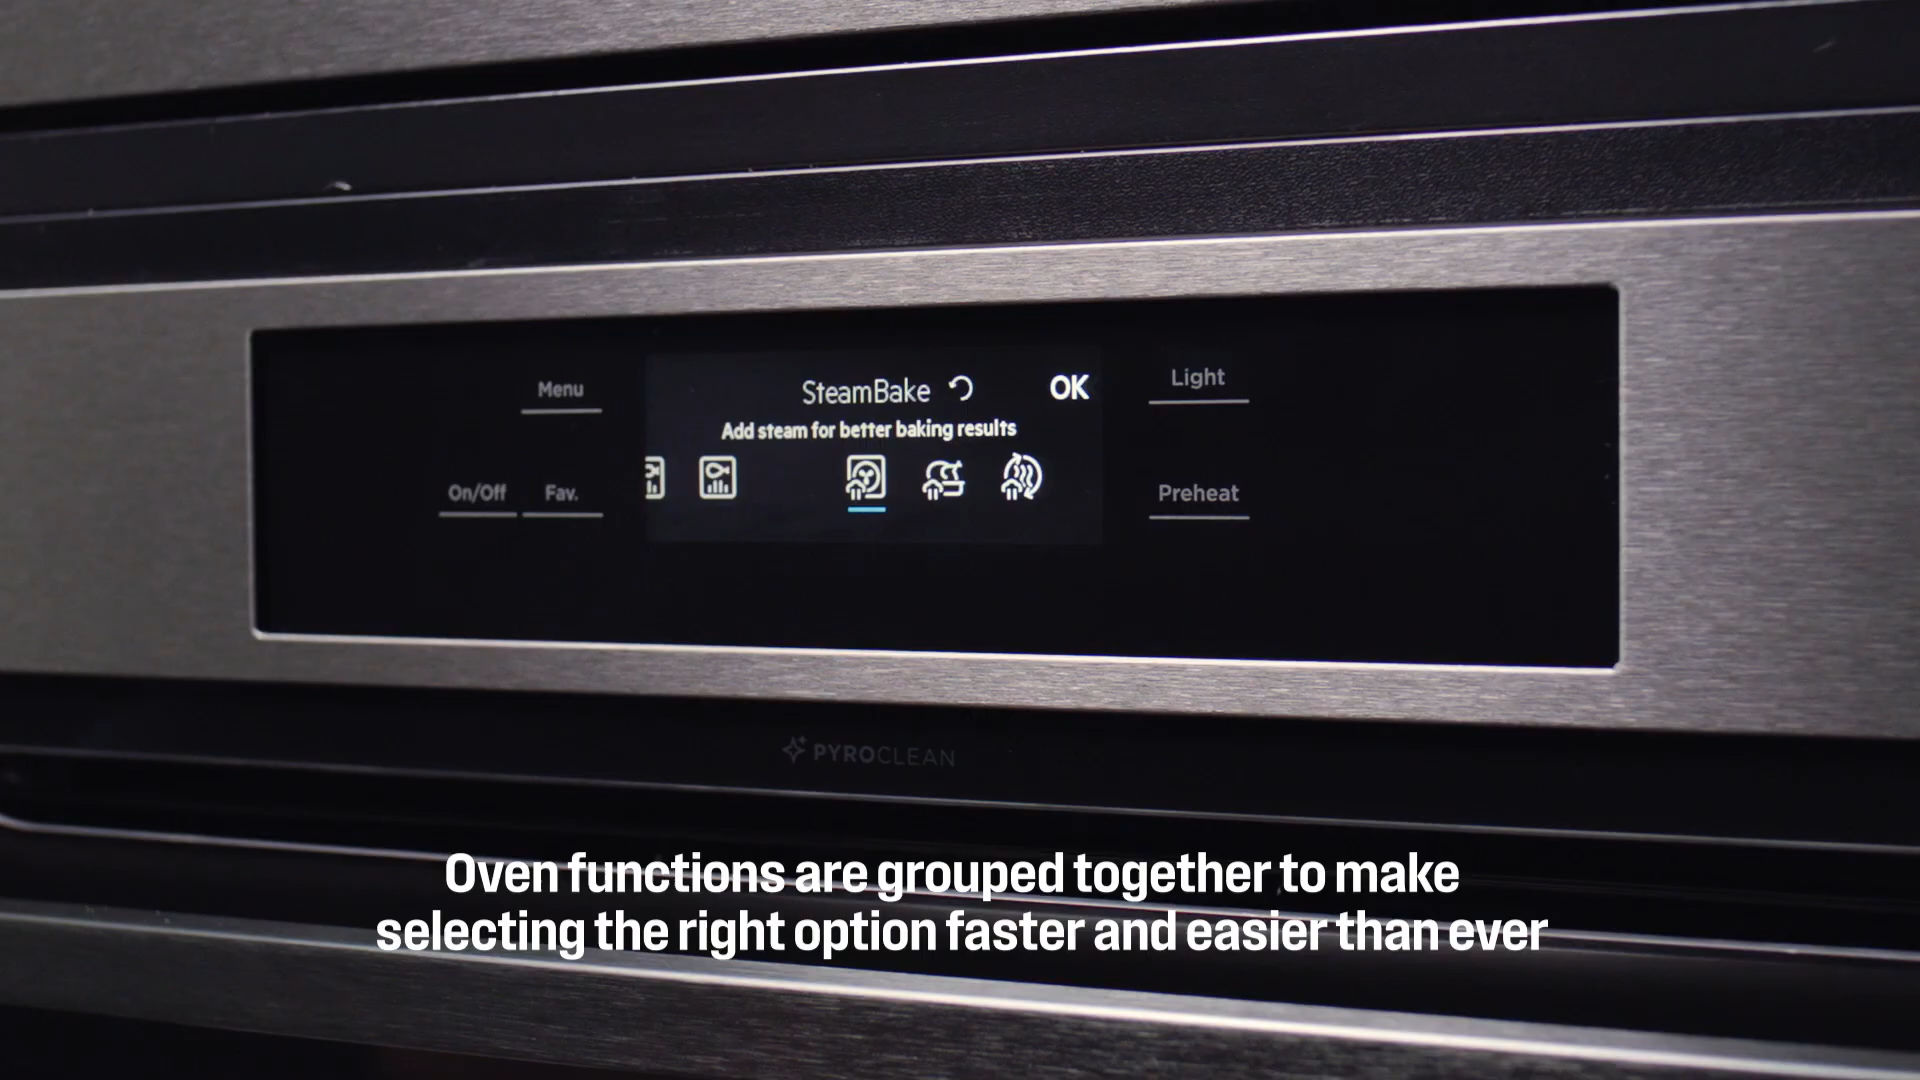 SteamBake
OK
Add steam for better baking results
Menu
On/Off
Fav.
Light
Preheat
PYROCLEAN
Oven functions are grouped together to make
selecting the right option faster and easier than ever